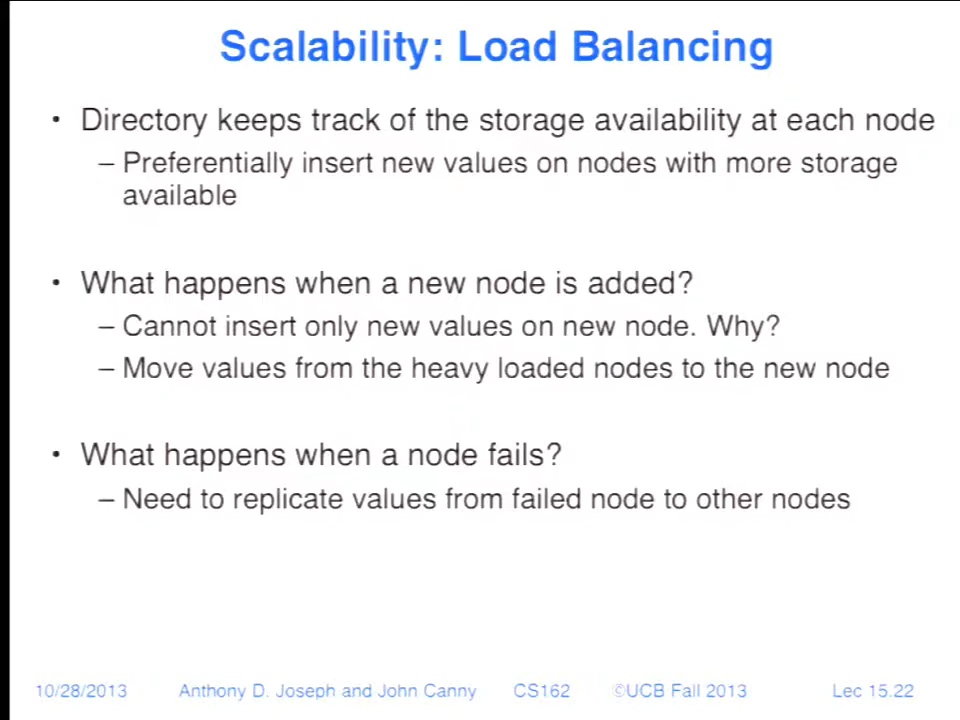 Scalability: Load Balancing
• Directory keeps track of the storage availability at each node
– Preferentially insert new values on nodes with more storage
available
• What happens when a new node is added?
– Cannot insert only new values on new node. Why?
– Move values from the heavy loaded nodes to the new node
• What happens when a node fails?
– Need to replicate values from failed node to other nodes
10/28/2013 Anthony D. Joseph and John Canny CS162 ©UCB Fall 2013 Lec 15.22